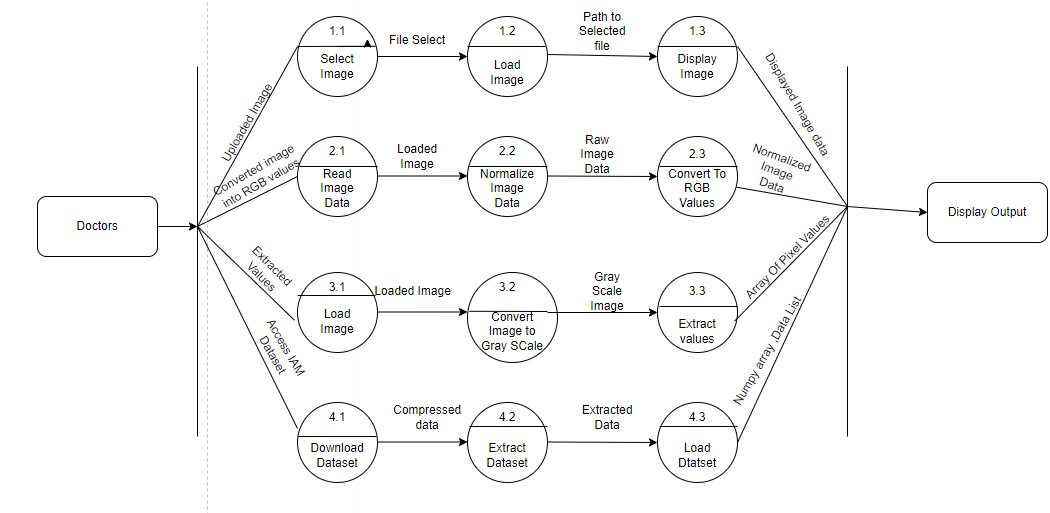 1.1
Select
Image
File Select
1.2
Load
Image
Path to
Selected
file
1.3
Display
Image
Uploaded Image
Displayed Image data
Converted image
into RGB values
2.1
Read
Image
Data
Loaded
Image
2.2
Normalize
Image
Data
Raw
Image
Data
2.3
Convert To
RGB
Values
Normalized
Image
Data
Doctors
Display Output
Extracted
Values
3.1
Load
Image
Loaded Image
3.2
Convert
Image to
Gray SCale
Gray
Scale
Image
3.3
Extract
values
Array Of Pixel Values
Access IAM
Dataset
4.1
Download
Dataset
Compressed
data
4.2
Extract
Dataset
Extracted
Data
4.3
Load
Dtatset
Numpy array ,Data List